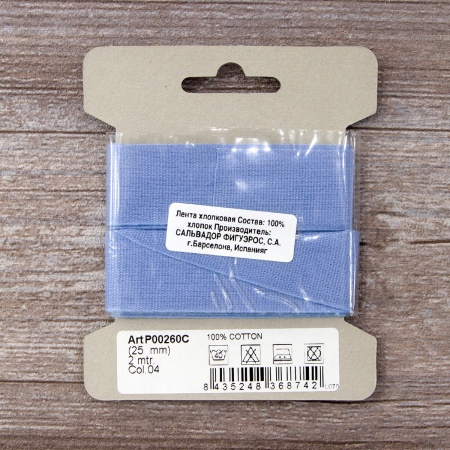 Лента хлопковая Состав: 100%
хлопок Производитель:
САЛЬВАДОР ФИГУЭРОС, С.А.
г.Барселона, Испанияг
Art P00260C
(25 mm)
2 mtr.
Col.04
100% COTTON
8 435248 368742